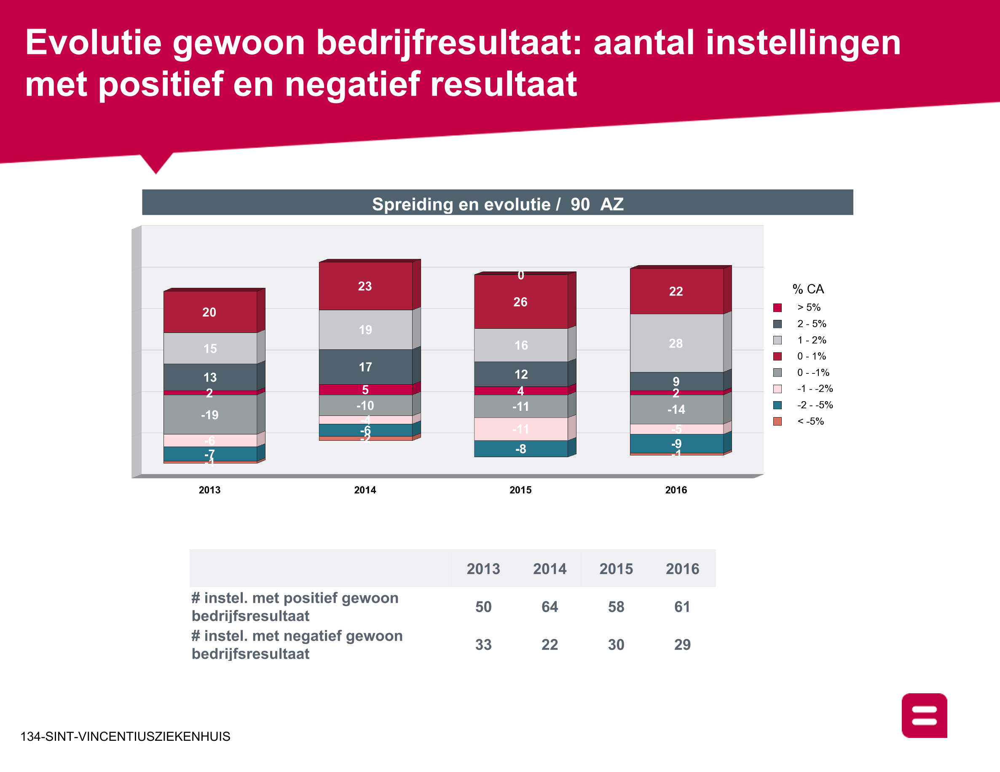 Evolutie gewoon bedrijfresultaat: aantal instellingen
met positief en negatief resultaat
Spreiding en evolutie /  90  AZ
20
15
13
2
-19
-6
-7
-1
23
19
17
5
-10
-4
-6
-2
0
26
16
12
4
-11
-11
-8
22
28
9
2
-14
-5
-9
-1
2013 2014 2015 2016
% CA
> 5%
2 - 5%
1 - 2%
0 - 1%
0 - -1%
-1 - -2%
-2 - -5%
< -5%
2013 2014 2015 2016
# instel. met positief gewoon
bedrijfsresultaat
50 64 58 61
# instel. met negatief gewoon
bedrijfsresultaat
33 22 30 29
134-SINT-VINCENTIUSZIEKENHUIS